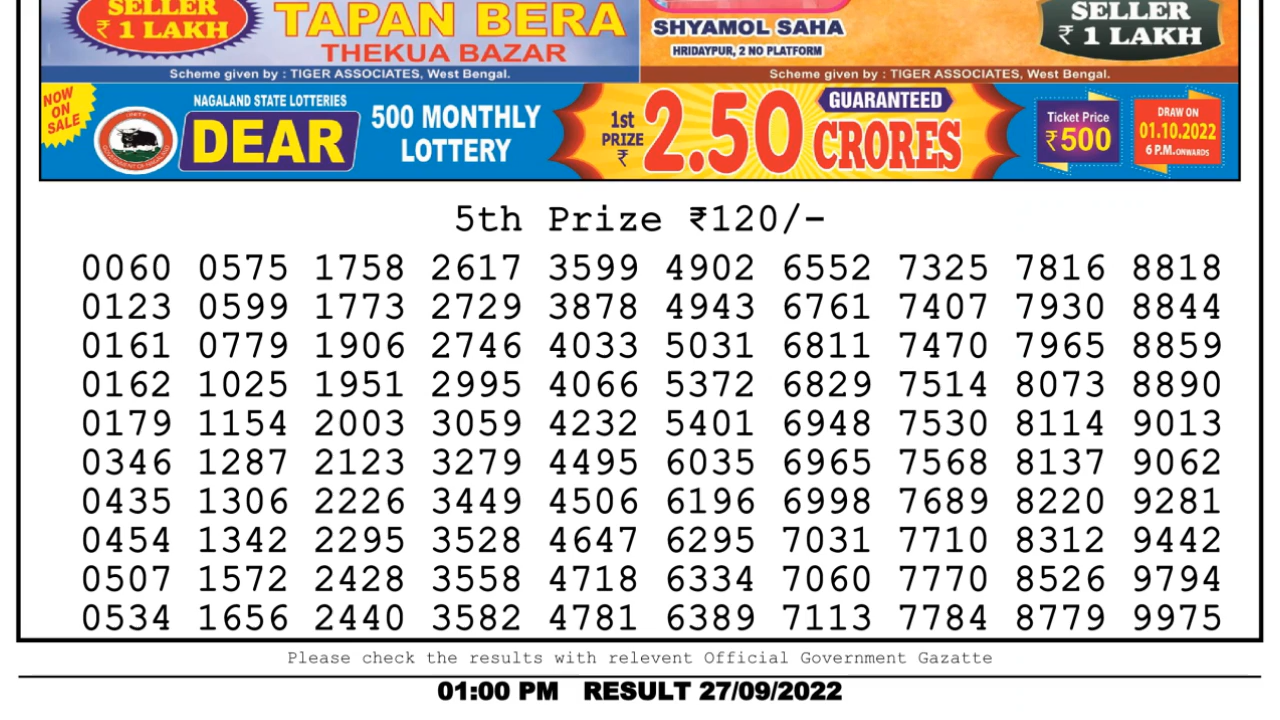 SELLER
₹ 1 LAKH
TAPAN BERA
THEKUA BAZAR
Scheme given by : TIGER ASSOCIATES, West Bengal.
SHYAMOL SAHA
HRIDAYPUR, 2 NO PLATFORM
SELLER
₹ 1 LAKH
Scheme given by : TIGER ASSOCIATES, West Bengal.
NOW
ON
SALE
NAGALAND STATE LOTTERIES
DEAR
500 MONTHLY
LOTTERY
1st
PRIZE
₹
2.50
GUARANTEED
CRORES
Ticket Price
₹500
DRAW ON
01.10.2022
6 P.M.ONWARDS
5th Prize ₹120/-
0060 0575 1758 2617 3599 4902 6552 7325 7816 8818
0123 0599 1773 2729 3878 4943 6761 7407 7930 8844
0161 0779 1906 2746 4033 5031 6811 7470 7965 8859
0162 1025 1951 2995 4066 5372 6829 7514 8073 8890
0179 1154 2003 3059 4232 5401 6948 7530 8114 9013
0346 1287 2123 3279 4495 6035 6965 7568 8137 9062
0435 1306 2226 3449 4506 6196 6998 7689 8220 9281
0454 1342 2295 3528 4647 6295 7031 7710 8312 9442
0507 1572 2428 3558 4718 6334 7060 7770 8526 9794
0534 1656 2440 3582 4781 6389 7113 7784 8779 9975
Please check the results with relevent Official Government Gazatte
01:00 PM RESULT 27/09/2022